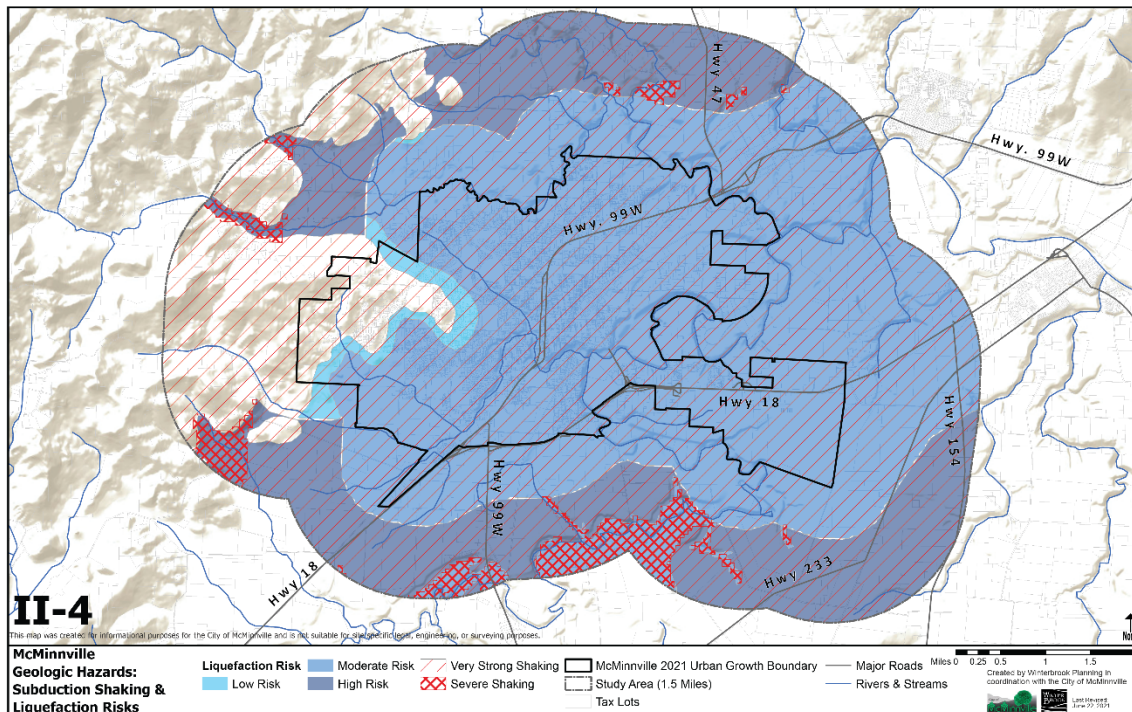 Hwy 47
Hwy. 99W
Hwy. 99W
Hwy 18
Hwy 154
Hwy 99W
Hwy 233
Hwy 18
II-4
This map was created for informational purposes for the City of McMinnville and is not suitable for site specific legal, engineering, or surveying purposes.
McMinnville
Geologic Hazards:
Subduction Shaking &
Liquefaction Risks
Liquefaction Risk
Low Risk
Moderate Risk
High Risk
Very Strong Shaking
Severe Shaking
McMinnville 2021 Urban Growth Boundary
Study Area (1.5 Miles)
Tax Lots
Major Roads
Rivers & Streams
Miles 0 0.25 0.5 1 1.5
Created by Winterbrook Planning in
coordination with the City of McMinnville
Last Revised
June 22, 2021